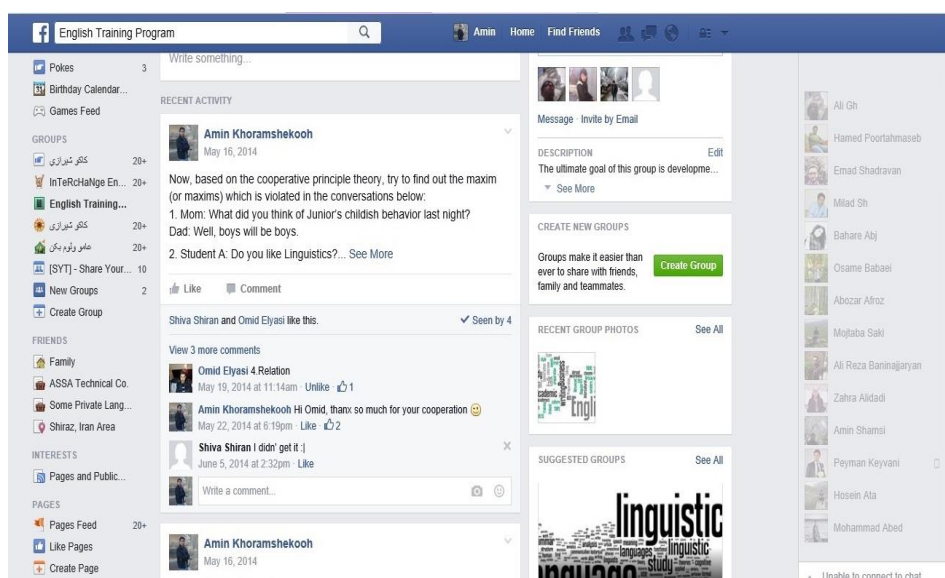 English Training Program
Amin Home Find Friends
Pokes 3
Birthday Calendar...
Games Feed
GROUPS
کاکو شیرازی 20+
InTeRcHaNge En... 20+
English Training...
کاکو شیرازی 20+
هامو ولوم بکن 20+
[SYT] - Share Your... 10
New Groups 2
Create Group
FRIENDS
Family
ASSA Technical Co.
Some Private Lang...
Shiraz, Iran Area
INTERESTS
Pages and Public...
PAGES
Pages Feed 20+
Like Pages
Create Page
Write something...
RECENT ACTIVITY
Amin Khoramshekooh
May 16, 2014
Now, based on the cooperative principle theory, try to find out the maxim
(or maxims) which is violated in the conversations below:
1. Mom: What did you think of Junior's childish behavior last night?
Dad: Well, boys will be boys.
2. Student A: Do you like Linguistics?... See More
Like Comment
Shiva Shiran and Omid Elyasi like this. Seen by 4
View 3 more comments
Omid Elyasi 4.Relation
May 19, 2014 at 11:14am · Unlike · 1
Amin Khoramshekooh Hi Omid, thanx so much for your cooperation
May 22, 2014 at 6:19pm · Like · 2
Shiva Shiran I didn' get it :|
June 5, 2014 at 2:32pm · Like
Write a comment...
Amin Khoramshekooh
May 16, 2014
Message · Invite by Email
DESCRIPTION Edit
The ultimate goal of this group is developme...
See More
CREATE NEW GROUPS
Groups make it easier than
ever to share with friends,
family and teammates.
Create Group
RECENT GROUP PHOTOS See All
Engli
SUGGESTED GROUPS See All
linguistic
languages linguistic
study
language
Ali Gh
Hamed Poortahmaseb
Emad Shadravan
Milad Sh
Bahare Abj
Osame Babaei
Abozar Afroz
Mojtaba Saki
Ali Reza Baninajjaryan
Zahra Alidadi
Amin Shamsi
Peyman Keyvani
Hosein Ata
Mohammad Abed
Unable to connect to chat